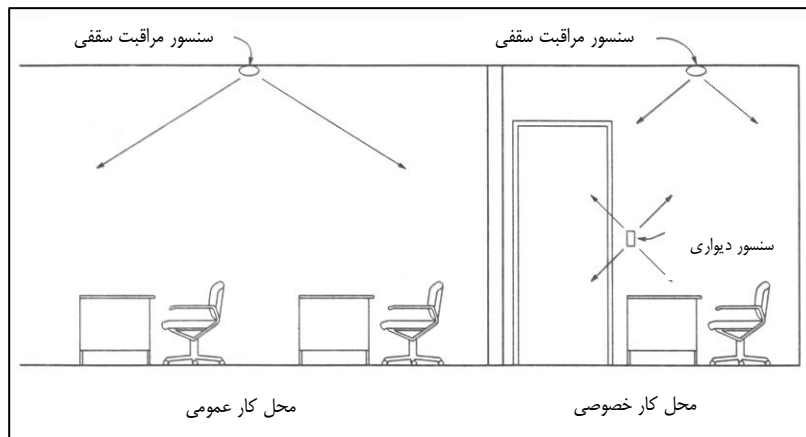 سنسور مراقبت سقفی
سنسور مراقبت سقفی
سنسور دیواری
محل کار خصوصی
محل کار عمومی